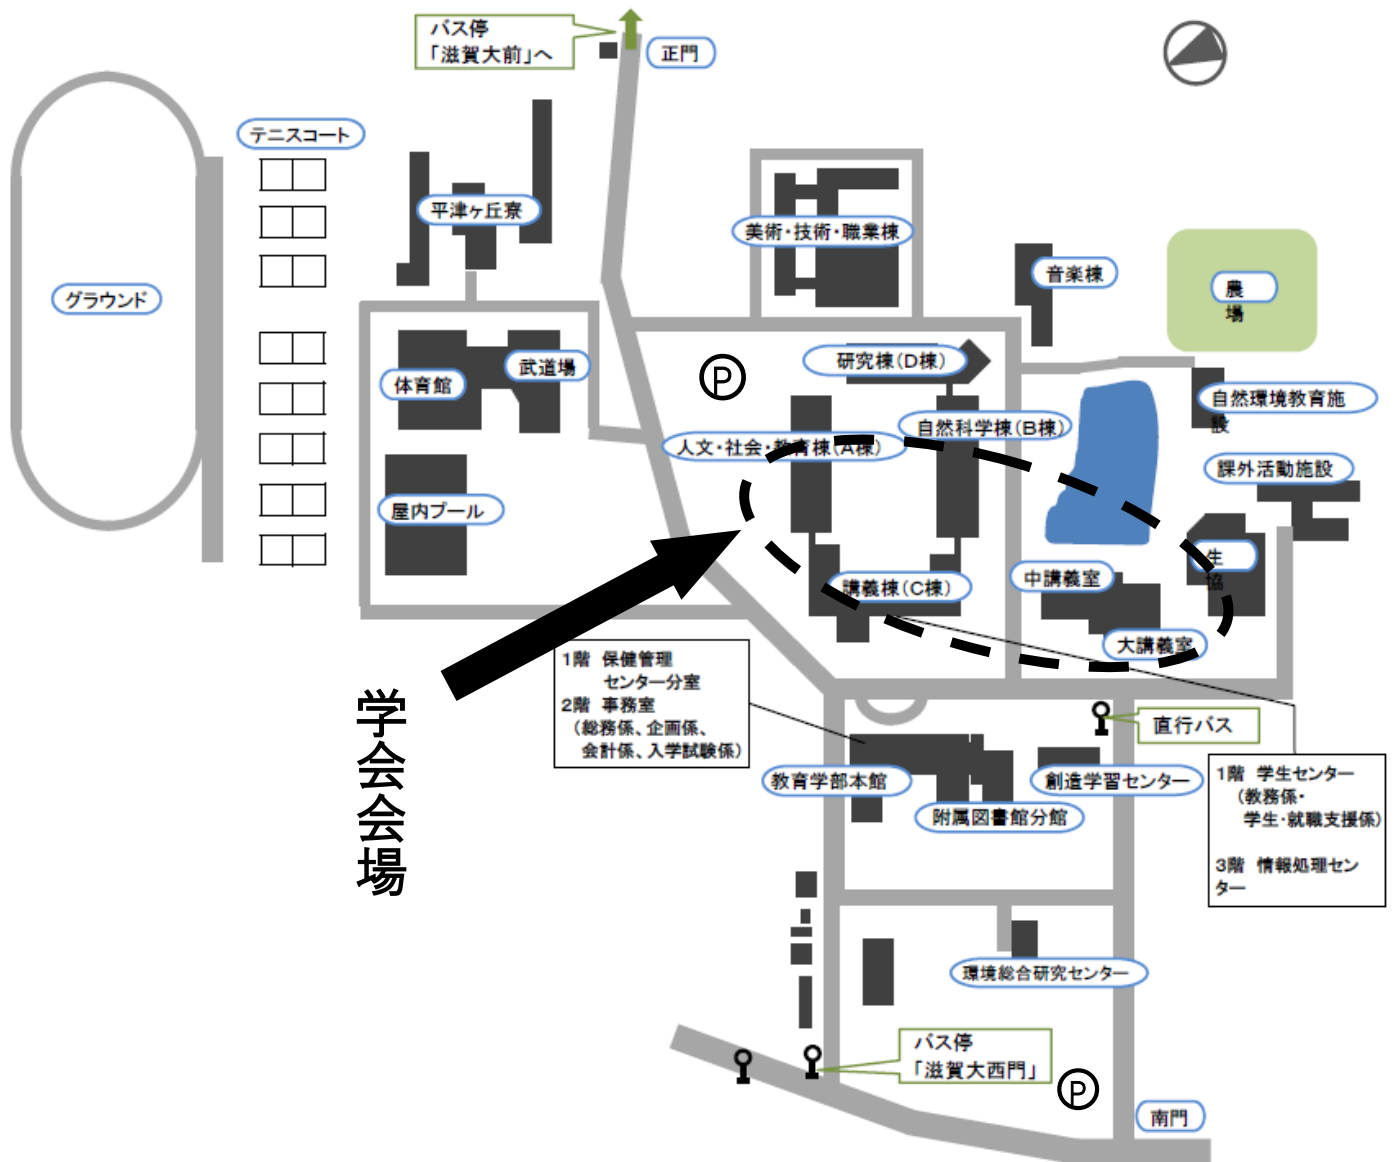 バス停
「滋賀大前」へ
正門
テニスコート
平津ヶ丘寮
美術・技術・職業棟
音楽棟
農
場
グラウンド
体育館
武道場
P
研究棟(D棟)
自然環境教育施
設
人文・社会・教育棟(A棟)
自然科学棟(B棟)
課外活動施設
屋内プール
生
協
中講義室
講義棟(C棟)
大講義室
学会会場
1階 保健管理
センター分室
2階 事務室
(総務係、企画係、
会計係、入学試験係)
直行バス
教育学部本館
創造学習センター
附属図書館分館
1階 学生センター
(教務係・
学生・就職支援係)
3階 情報処理セン
ター
環境総合研究センター
バス停
「滋賀大西門」
P
南門